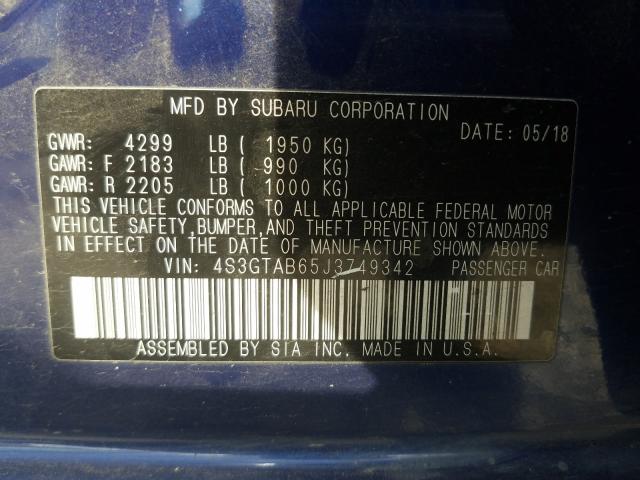 MFD BY SUBARU CORPORATION
DATE: 05/18
GVWR: 4299 LB ( 1950 KG)
GAWR: F 2183 LB ( 990 KG)
GAWR: R 2205 LB ( 1000 KG)
THIS VEHICLE CONFORMS TO ALL APPLICABLE FEDERAL MOTOR
VEHICLE SAFETY, BUMPER, AND THEFT PREVENTION STANDARDS
IN EFFECT ON THE DATE OF MANUFACTURE SHOWN ABOVE.
VIN: 4S3GTAB65J3749342 PASSENGER CAR
ASSEMBLED BY SIA INC. MADE IN U.S.A.